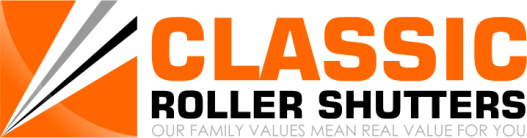 CLASSIC
ROLLER SHUTTERS
OUR FAMILY VALUES MEAN REAL VALUE FOR YOU